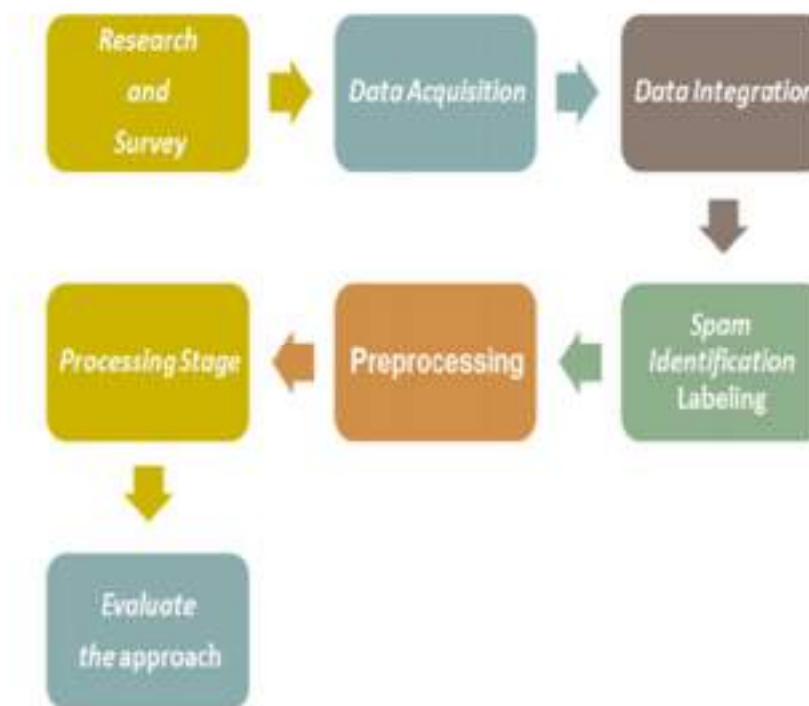 Research
and
Survey
Data Acquisition
Data Integration
Spam
Identification
Labeling
Preprocessing
Processing Stage
Evaluate
the approach